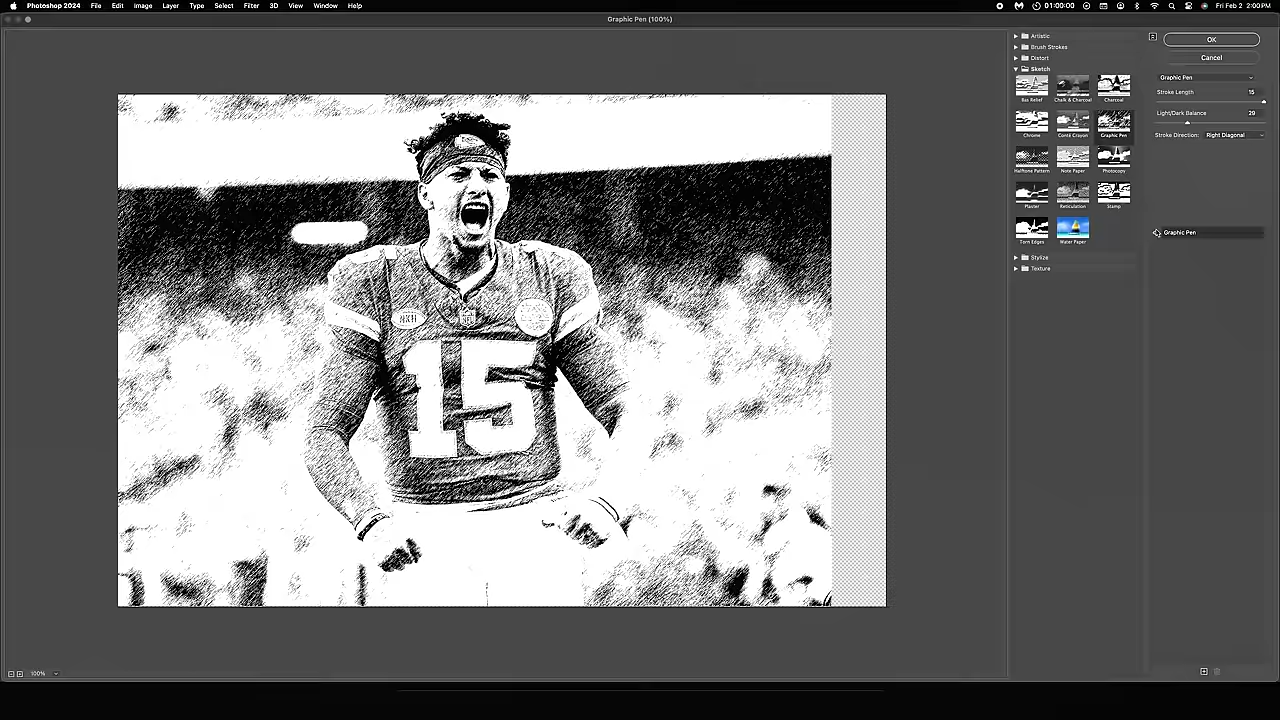 Photoshop 2024 File Edit Image Layer Type Select Filter 3D View Window Help 01:00:00 Fri Feb 2 2:00 PM
Graphic Pen (100%)
Artistic
Brush Strokes
Distort
Sketch
Bas Relief Chalk & Charcoal Charcoal
Chrome Conté Crayon Graphic Pen
Halftone Pattern Note Paper Photocopy
Plaster Reticulation Stamp
Torn Edges Water Paper
Stylize
Texture
OK
Cancel
Graphic Pen
Stroke Length 15
Light/Dark Balance 29
Stroke Direction: Right Diagonal
Graphic Pen
15
100%